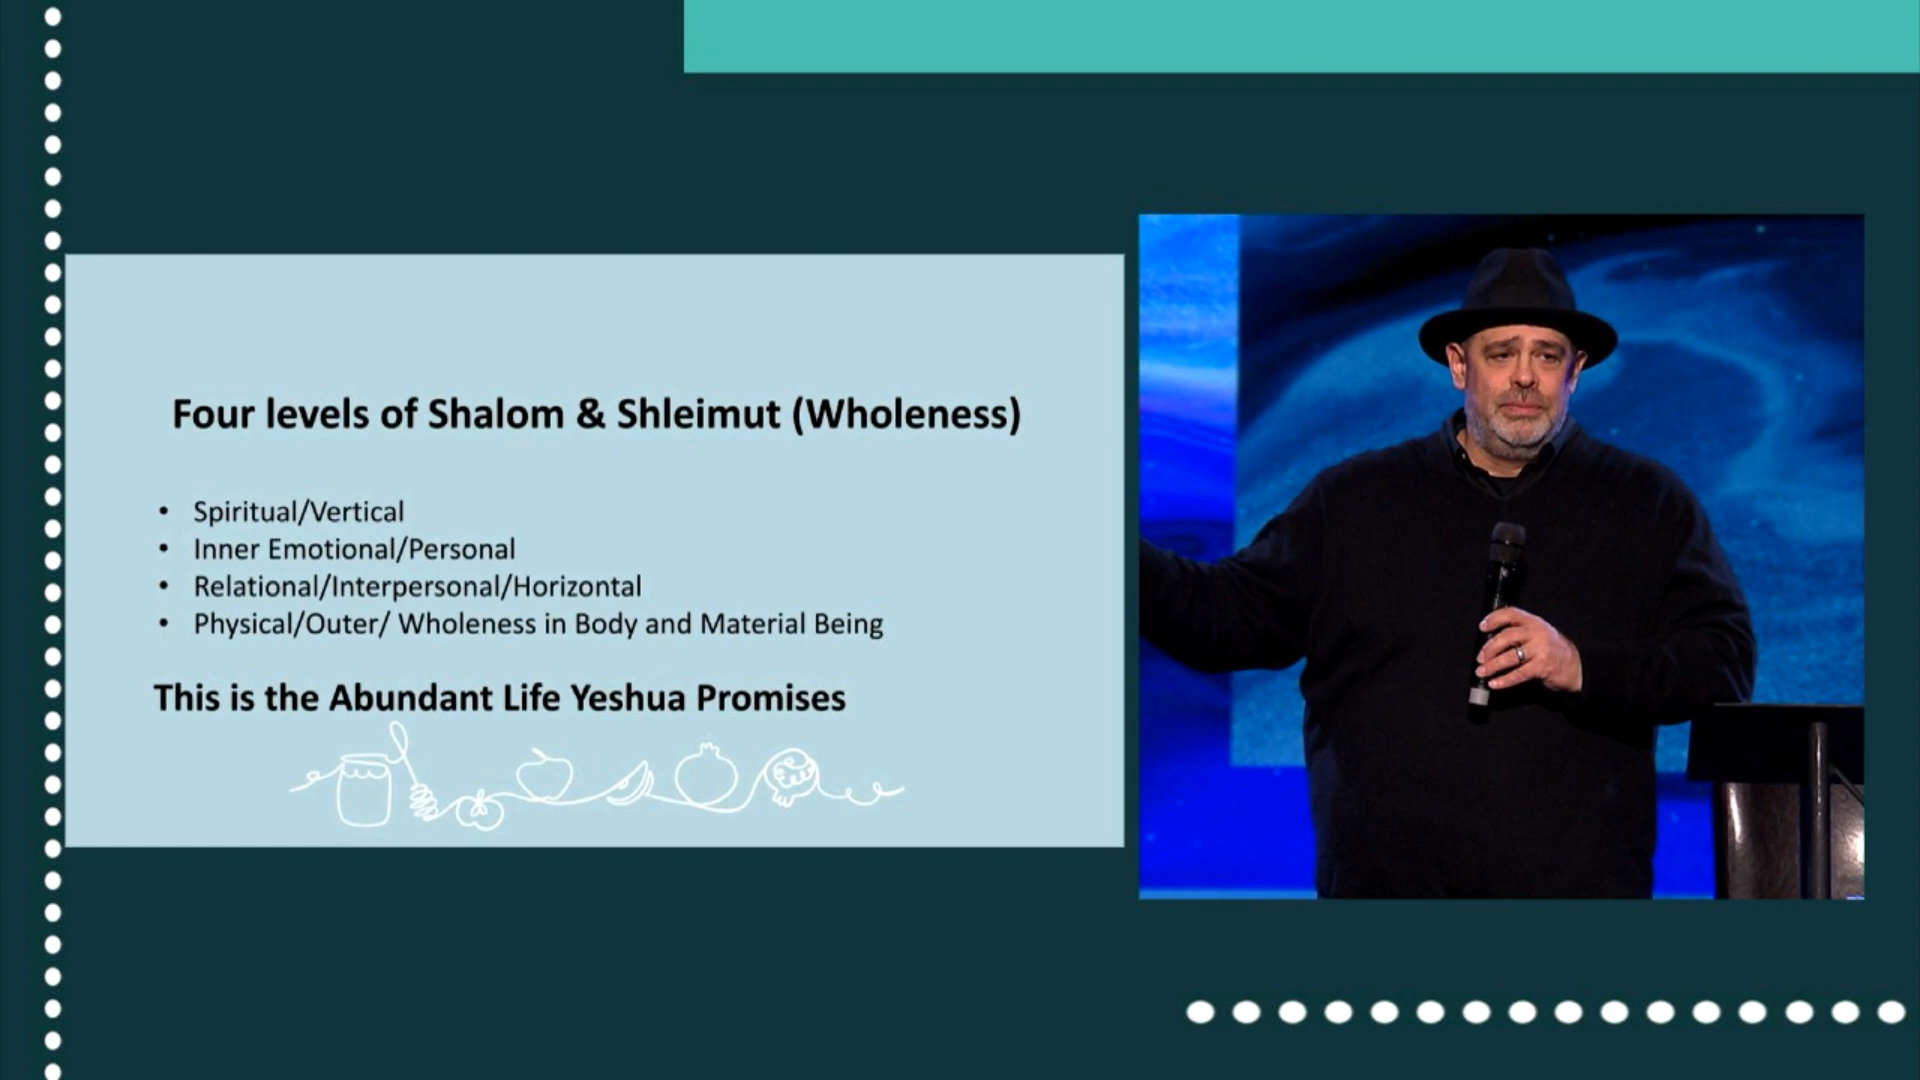 Four levels of Shalom & Shleimut (Wholeness)
• Spiritual/Vertical
• Inner Emotional/Personal
• Relational/Interpersonal/Horizontal
• Physical/Outer/ Wholeness in Body and Material Being
This is the Abundant Life Yeshua Promises